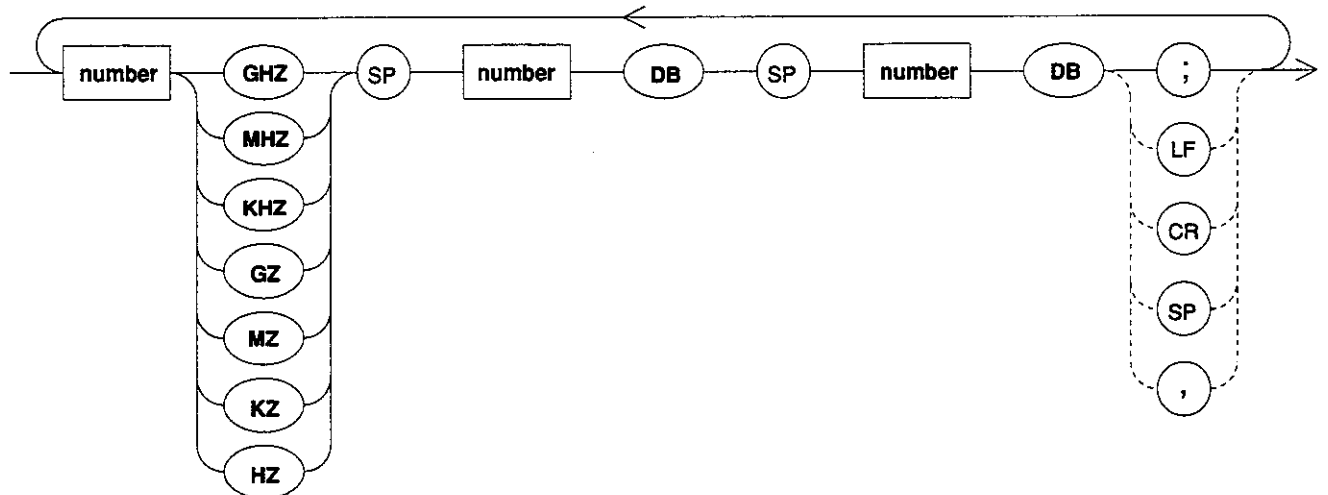 number GHZ SP number DB SP number DB ;
MHZ LF
KHZ CR
GZ
MZ SP
KZ ,
HZ